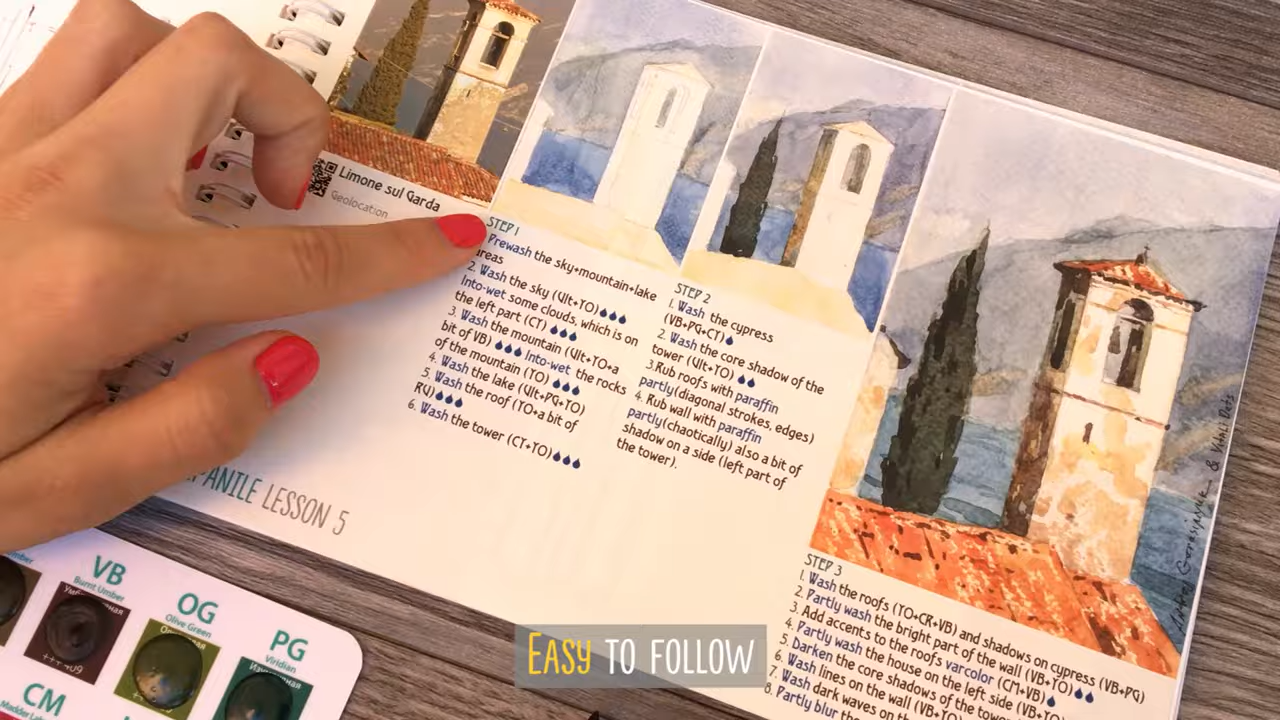 Limone sul Garda
Geolocation
STEP 1
Prewash the sky+mountain+lake
areas
2. Wash the sky (Ult+YO)
Into-wet some clouds, which is on
the left part (CT)
3. Wash the mountain (Ult+YO+a
bit of VB) Into-wet the rocks
of the mountain (YO)
4. Wash the lake (Ult+PG+YO)
5. Wash the roof (YO+a bit of
RY)
6. Wash the tower (CT+YO)
STEP 2
1. Wash the cypress
(VB+PG+CT)
2. Wash the core shadow of the
tower (Ult+YO)
3.Rub roofs with paraffin
partly(diagonal strokes, edges)
4. Rub wall with paraffin
partly(chaotically) also a bit of
shadow on a side (left part of
the tower).
STEP 3
1. Wash the roofs (YO+CR+VB) and shadows on cypress (VB+PG)
2. Partly wash the bright part of the wall (VB+YO)
3. Add accents to the roofs varcolor (CM+VB)
4. Partly wash the house on the left side (VB+YO)
5. Darken the core shadows of the tower
6. Wash lines on the wall (VB+YO)
7. Wash dark waves on the
8. Partly blur the
PANILE LESSON 5
VB
Burnt Umber
OG
Olive Green
PG
Viridian
CM
EASY TO FOLLOW